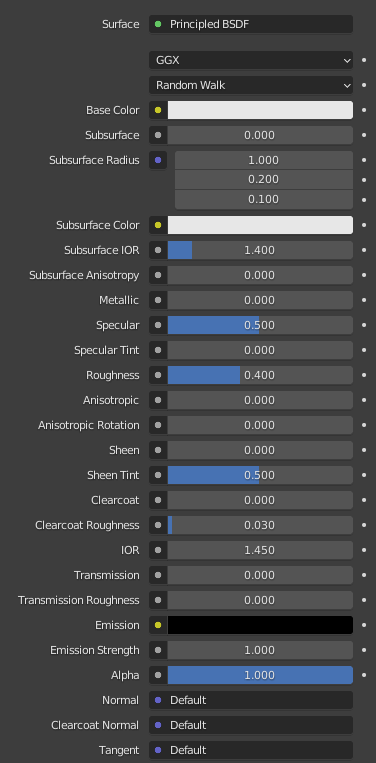 Surface Principled BSDF
GGX
Random Walk
Base Color
Subsurface 0.000
Subsurface Radius 1.000
0.200
0.100
Subsurface Color
Subsurface IOR 1.400
Subsurface Anisotropy 0.000
Metallic 0.000
Specular 0.500
Specular Tint 0.000
Roughness 0.400
Anisotropic 0.000
Anisotropic Rotation 0.000
Sheen 0.000
Sheen Tint 0.500
Clearcoat 0.000
Clearcoat Roughness 0.030
IOR 1.450
Transmission 0.000
Transmission Roughness 0.000
Emission
Emission Strength 1.000
Alpha 1.000
Normal Default
Clearcoat Normal Default
Tangent Default